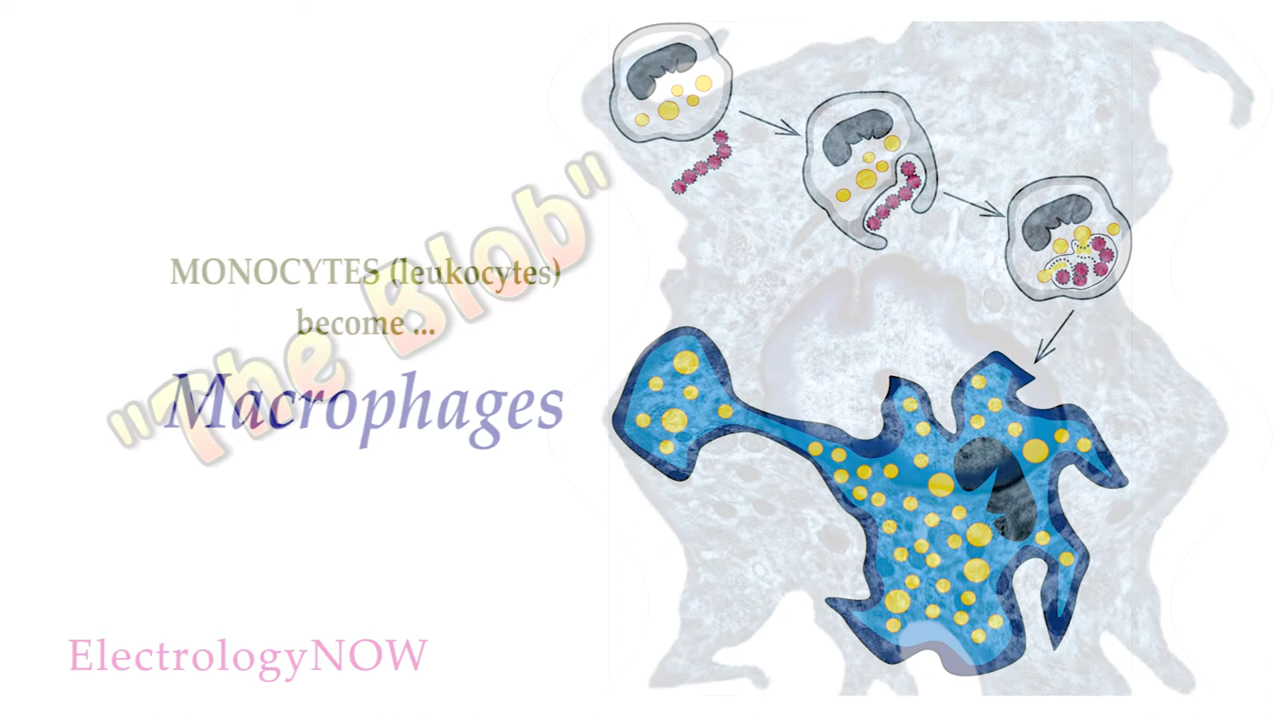 MONOCYTES (leukocytes)
become ...
"The Blob"
Macrophages
ElectrologyNOW